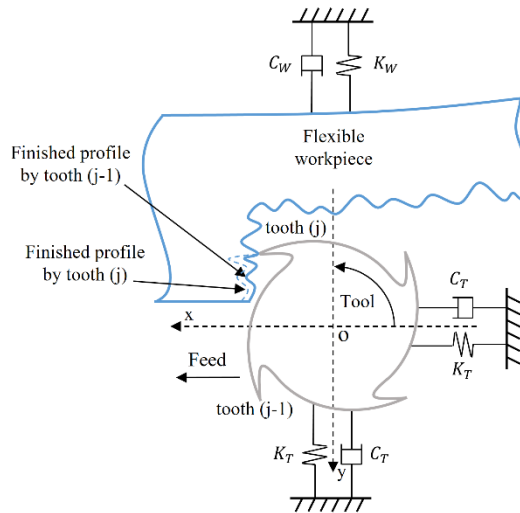 C_W
K_W
Flexible
workpiece
Finished profile
by tooth (j-1)
tooth (j)
Finished profile
by tooth (j)
C_T
Tool
x
o
K_T
Feed
tooth (j-1)
K_T
C_T
y